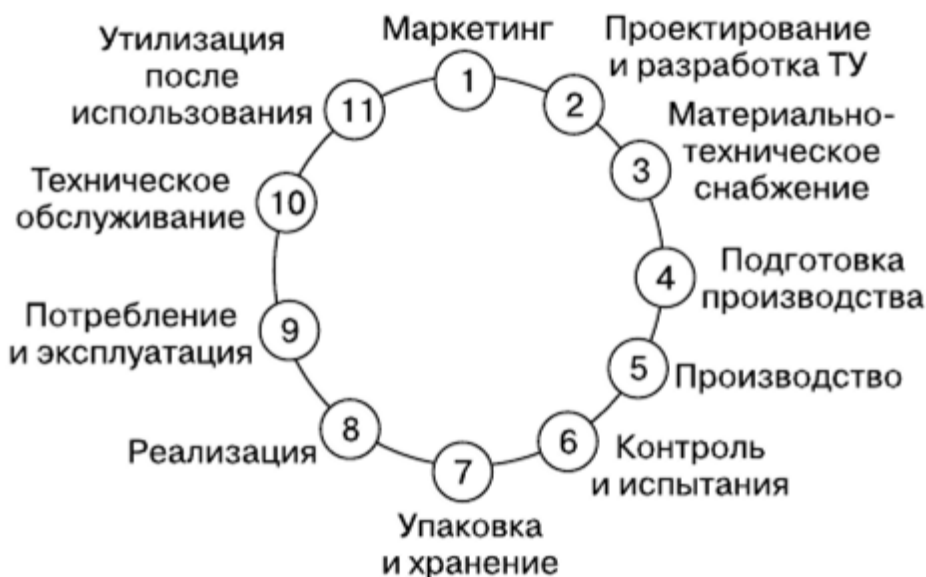 Маркетинг
1
Проектирование
и разработка ТУ
2
Материально-
техническое
снабжение
3
Подготовка
производства
4
Производство
5
Контроль
и испытания
6
Упаковка
и хранение
7
Реализация
8
Потребление
и эксплуатация
9
Техническое
обслуживание
10
Утилизация
после
использования
11